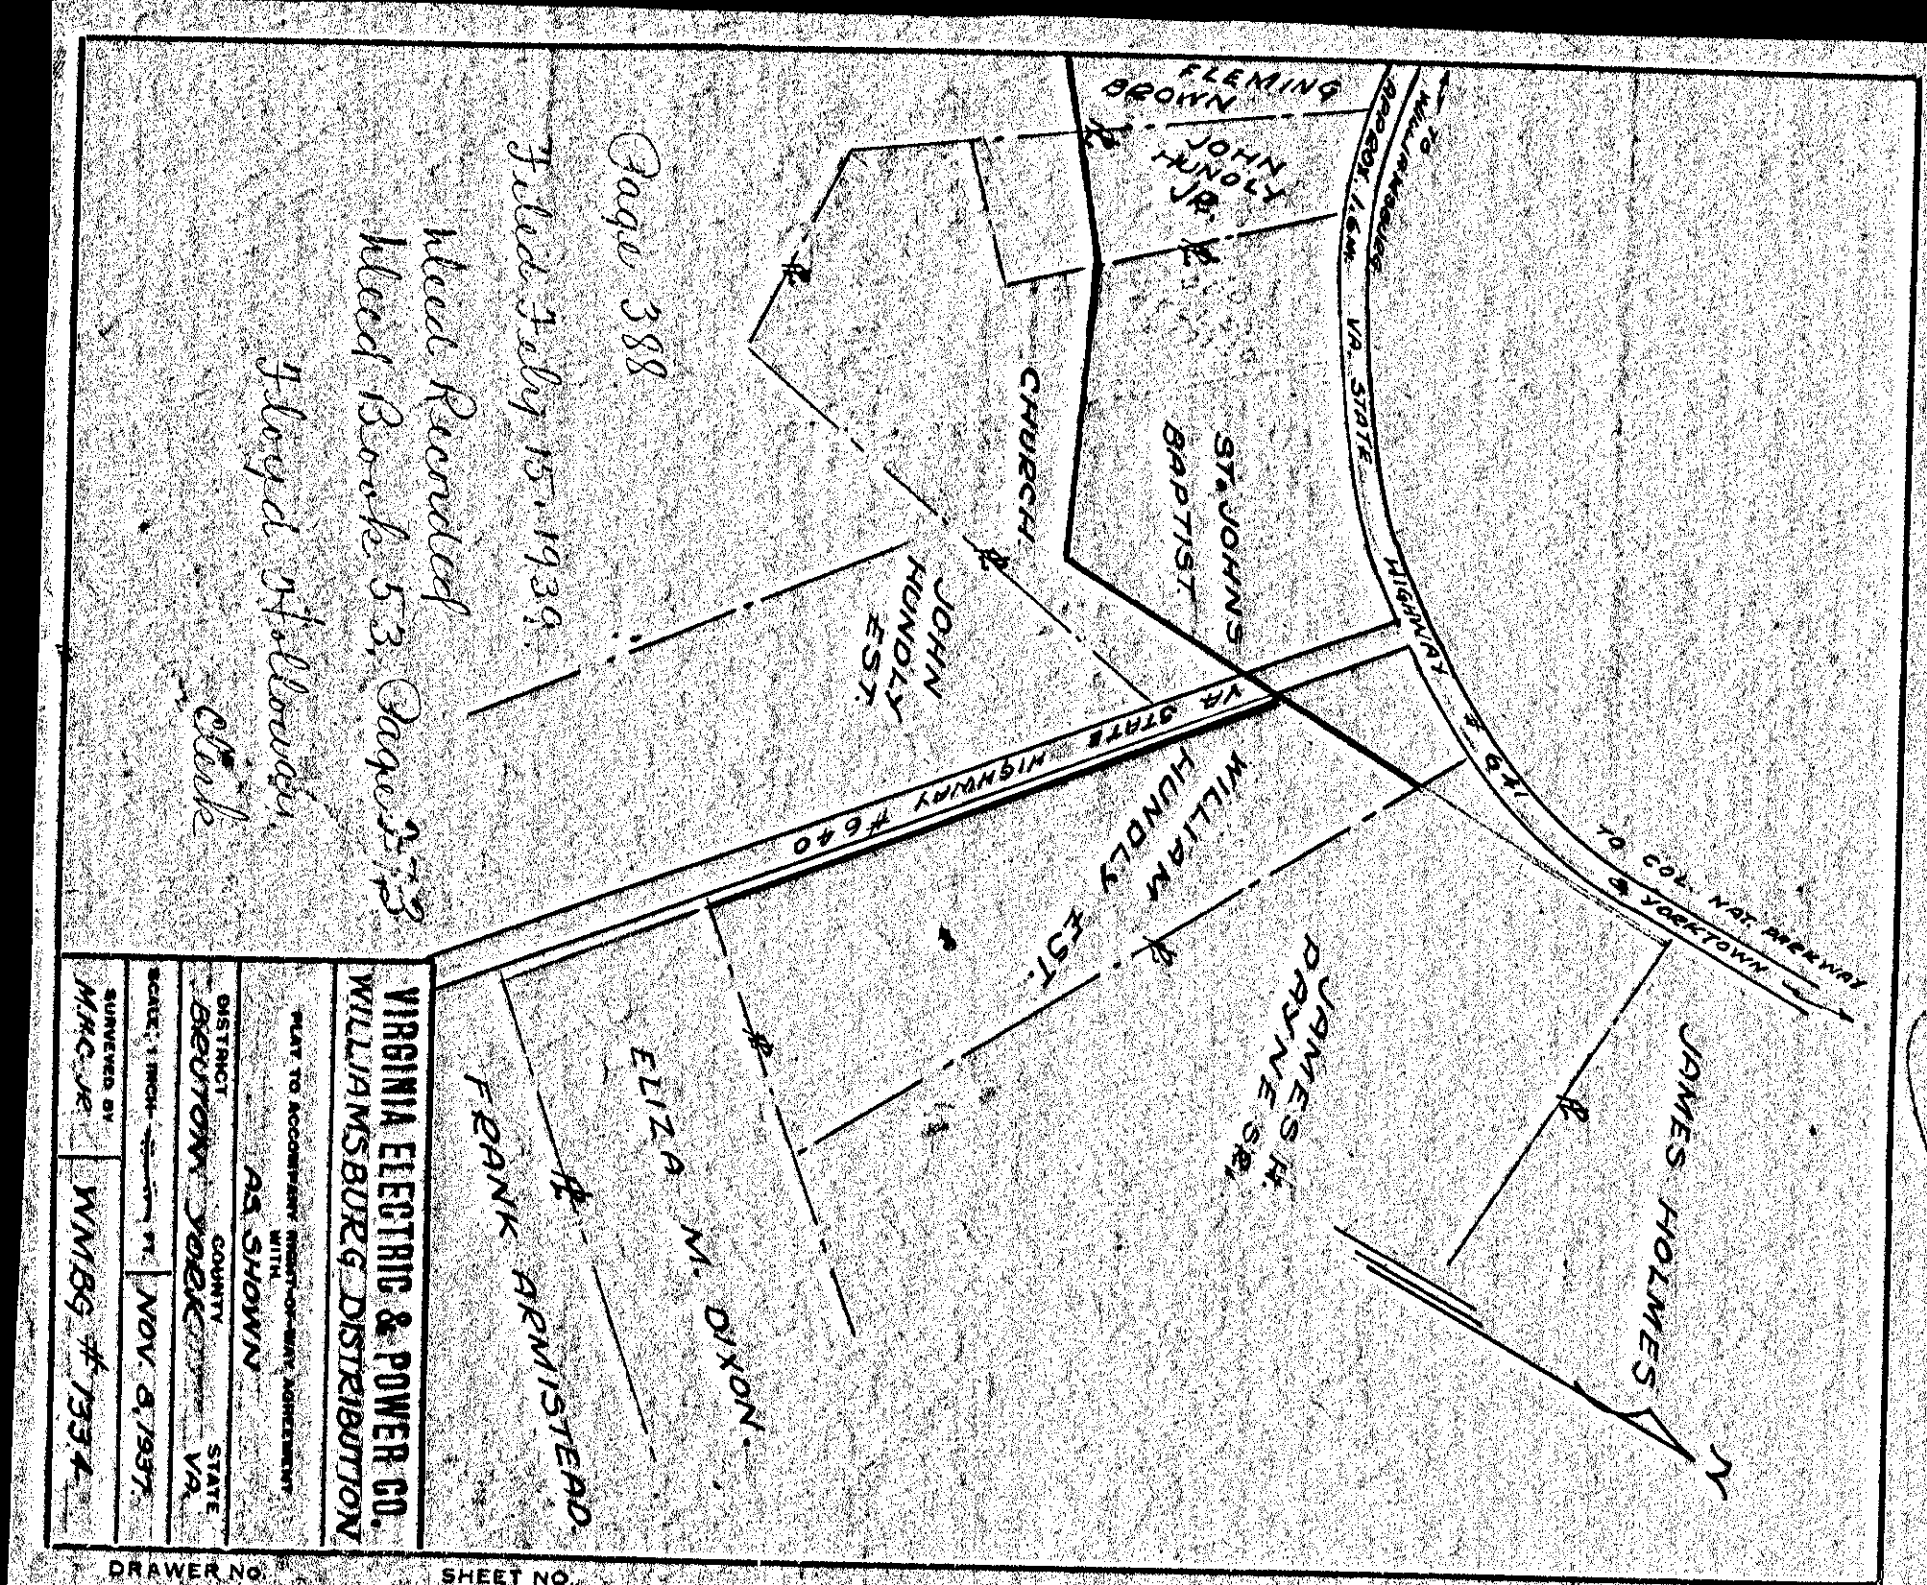 TO
WILLIAMSBURG
APPROX. 1.6 M.
VA. STATE HIGHWAY # 641
TO COL. NAT. PARKWAY
& YORKTOWN
FLEMING
BROWN
JOHN
HUNDLY
JR.
ST. JOHNS
BAPTIST.
CHURCH.
JOHN
HUNDLY
EST.
VA STATE HIGHWAY #640
WILLIAM
HUNDLY
EST.
JAMES H.
PAYNE SR.
JAMES HOLMES
N
ELIZA M. DIXON.
FRANK ARMISTEAD.
Page 388
Filed Feby 15, 1939
Deed Recorded
Deed Book 53, Page 273
Floyd Holloway,
Clerk
VIRGINIA ELECTRIC & POWER CO.
WILLIAMSBURG DISTRIBUTION
PLAT TO ACCOMPANY RIGHT-OF-WAY AGREEMENT
WITH
AS SHOWN
DISTRICT COUNTY STATE
BRUTON YORK VA.
SCALE: 1 INCH FT. NOV. 8, 1937.
SURVEYED BY
MRC JR WMBG # 1334
DRAWER NO.
SHEET NO.